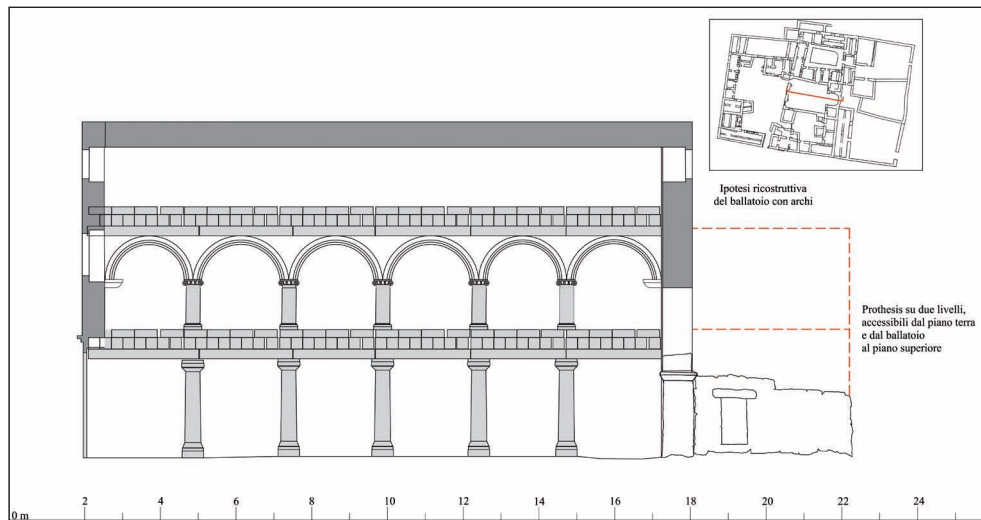 Ipotesi ricostruttiva
del ballatoio con archi
Prothesis su due livelli,
accessibili dal piano terra
e dal ballatoio
al piano superiore
0 m 2 4 6 8 10 12 14 16 18 20 22 24